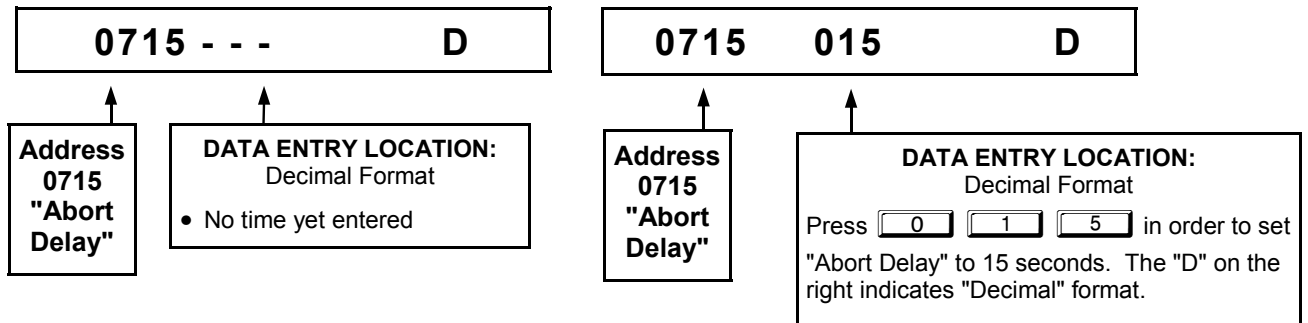 0715 - - - D
Address
0715
"Abort
Delay"
DATA ENTRY LOCATION:
Decimal Format
• No time yet entered
0715 015 D
Address
0715
"Abort
Delay"
DATA ENTRY LOCATION:
Decimal Format
Press 0 1 5 in order to set
"Abort Delay" to 15 seconds. The "D" on the
right indicates "Decimal" format.